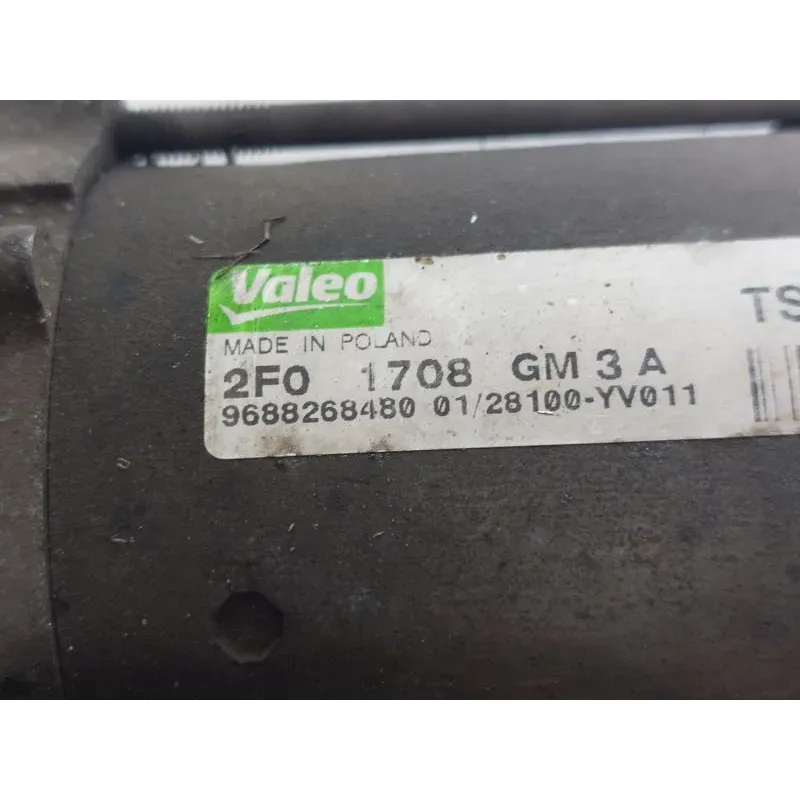 Valeo
MADE IN POLAND
TS
2F0 1708 GM 3 A
9688268480 01/28100-YV011